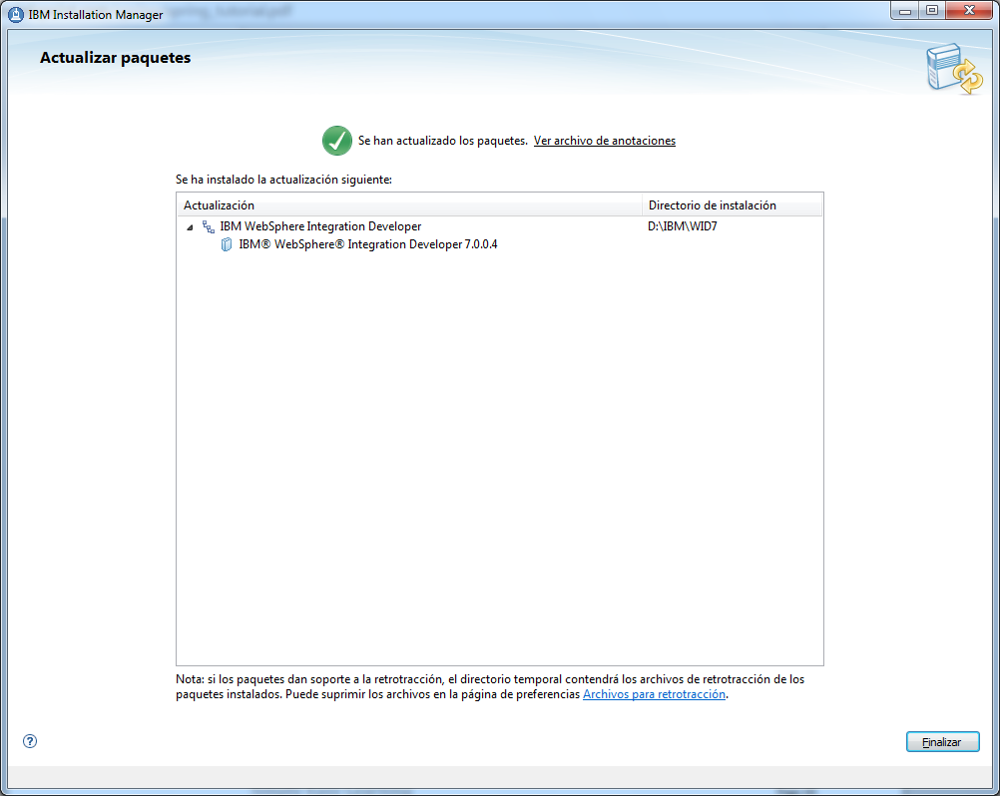 IBM Installation Manager
Actualizar paquetes
Se han actualizado los paquetes. Ver archivo de anotaciones
Se ha instalado la actualización siguiente:
Actualización Directorio de instalación
IBM WebSphere Integration Developer D:\IBM\WID7
IBM® WebSphere® Integration Developer 7.0.0.4
Nota: si los paquetes dan soporte a la retrotracción, el directorio temporal contendrá los archivos de retrotracción de los
paquetes instalados. Puede suprimir los archivos en la página de preferencias Archivos para retrotracción.
Finalizar